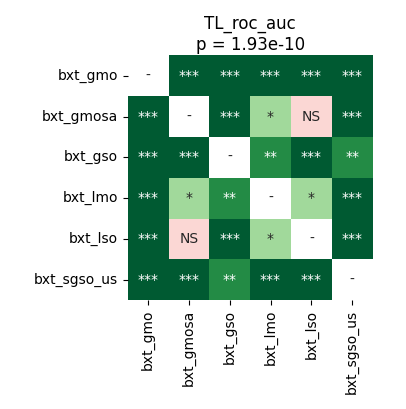 TL_roc_auc
p = 1.93e-10
bxt_gmo - *** *** *** *** ***
bxt_gmosa *** - *** * NS ***
bxt_gso *** *** - ** *** **
bxt_lmo *** * ** - * ***
bxt_lso *** NS *** * - ***
bxt_sgso_us *** *** ** *** *** -
bxt_gmo
bxt_gmosa
bxt_gso
bxt_lmo
bxt_lso
bxt_sgso_us